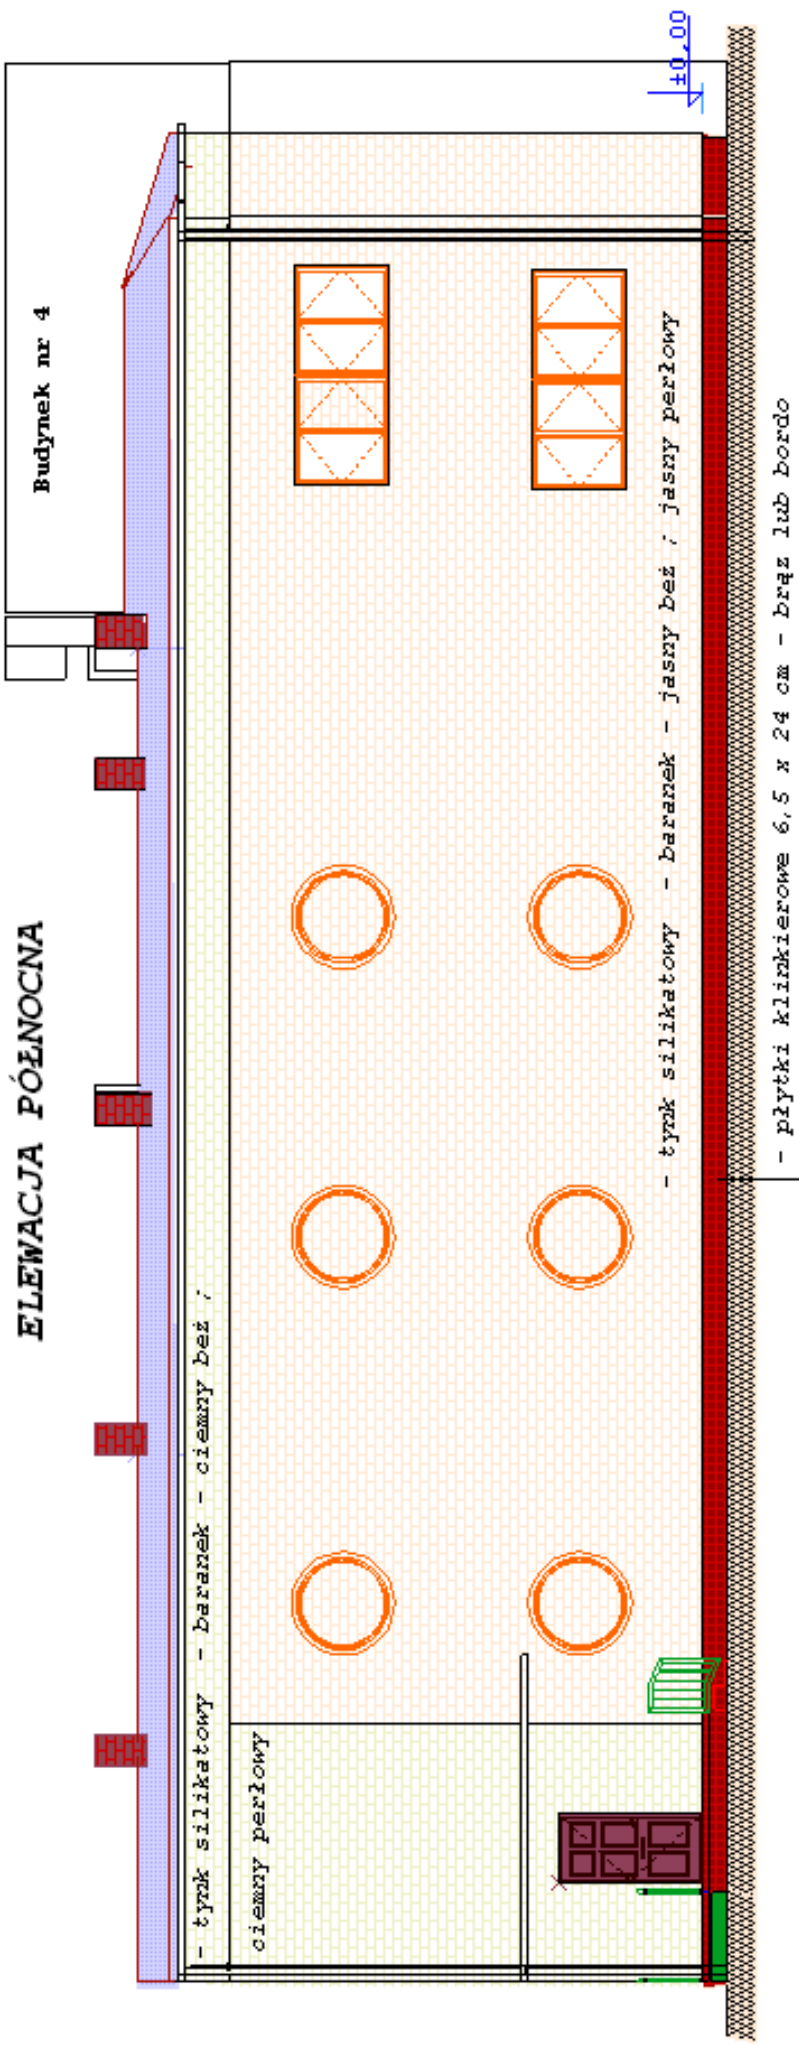 ELEWACJA PÓŁNOCNA
Budynek nr 4
- tynk silikatowy - baranek - ciemny beż /
ciemny perłowy
- tynk silikatowy - baranek - jasny beż / jasny perłowy
±0,00
- płytki klinkierowe 6,5 x 24 cm - brąz lub bordo